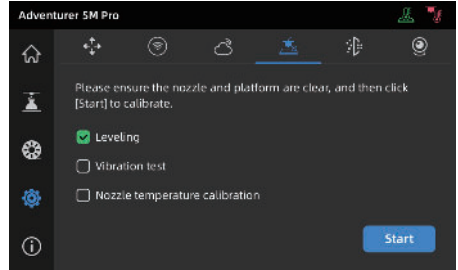 Adventurer 5M Pro
Please ensure the nozzle and platform are clear, and then click
[Start] to calibrate.
Leveling
Vibration test
Nozzle temperature calibration
Start